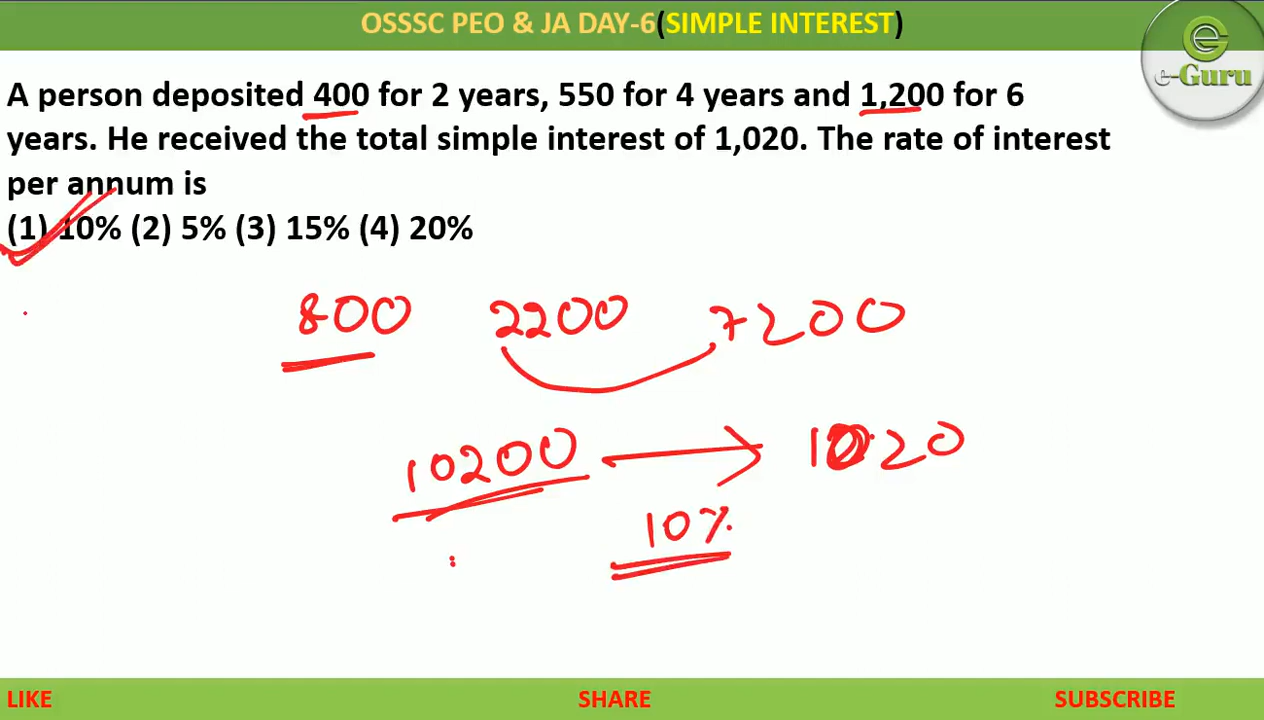 OSSSC PEO & JA DAY-6(SIMPLE INTEREST)
e
e-Guru
A person deposited 400 for 2 years, 550 for 4 years and 1,200 for 6
years. He received the total simple interest of 1,020. The rate of interest
per annum is
(1) 10% (2) 5% (3) 15% (4) 20%
800 2200 7200
10200 → 1020
10%
LIKE SHARE SUBSCRIBE